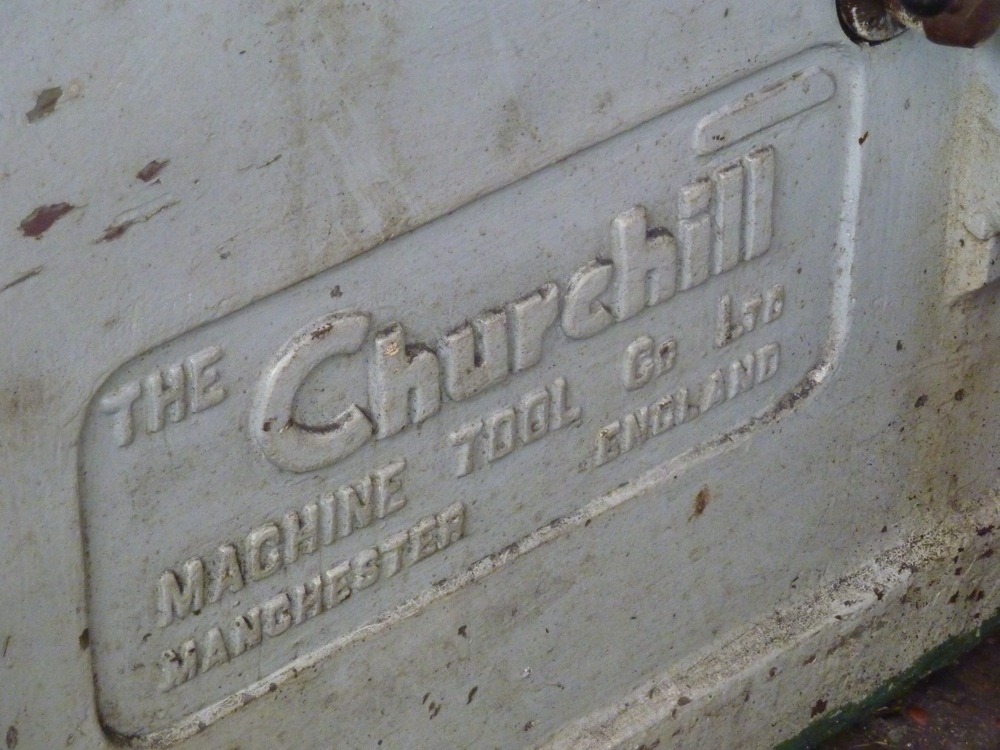 THE Churchill
MACHINE TOOL Co LTD
MANCHESTER ENGLAND